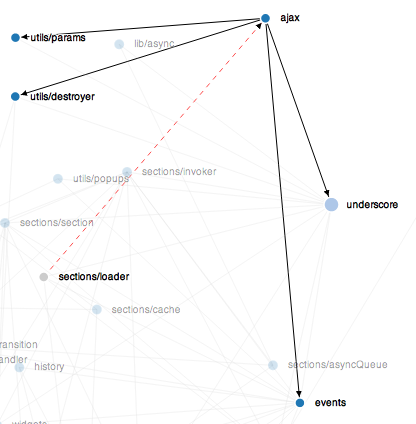 ajax
utils/params
lib/async
utils/destroyer
sections/invoker
utils/popups
underscore
sections/section
sections/loader
sections/cache
ransition
andler
history
sections/asyncQueue
events
widgets